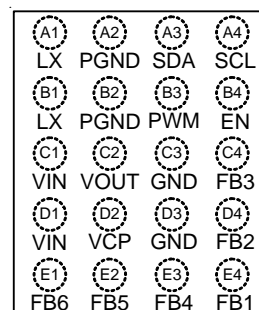 A1 A2 A3 A4
LX PGND SDA SCL
B1 B2 B3 B4
LX PGND PWM EN
C1 C2 C3 C4
VIN VOUT GND FB3
D1 D2 D3 D4
VIN VCP GND FB2
E1 E2 E3 E4
FB6 FB5 FB4 FB1